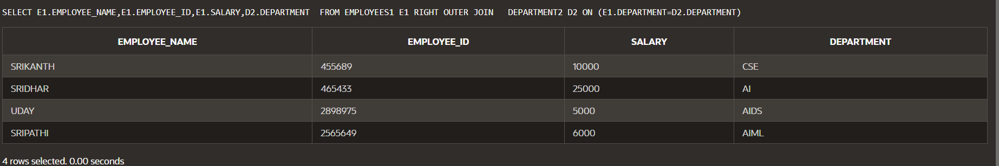 SELECT E1.EMPLOYEE_NAME,E1.EMPLOYEE_ID,E1.SALARY,D2.DEPARTMENT  FROM EMPLOYEES1 E1 RIGHT OUTER JOIN   DEPARTMENT2 D2 ON (E1.DEPARTMENT=D2.DEPARTMENT)
EMPLOYEE_NAME EMPLOYEE_ID SALARY DEPARTMENT
SRIKANTH 455689 10000 CSE
SRIDHAR 465433 25000 AI
UDAY 2898975 5000 AIDS
SRIPATHI 2565649 6000 AIML
4 rows selected. 0.00 seconds